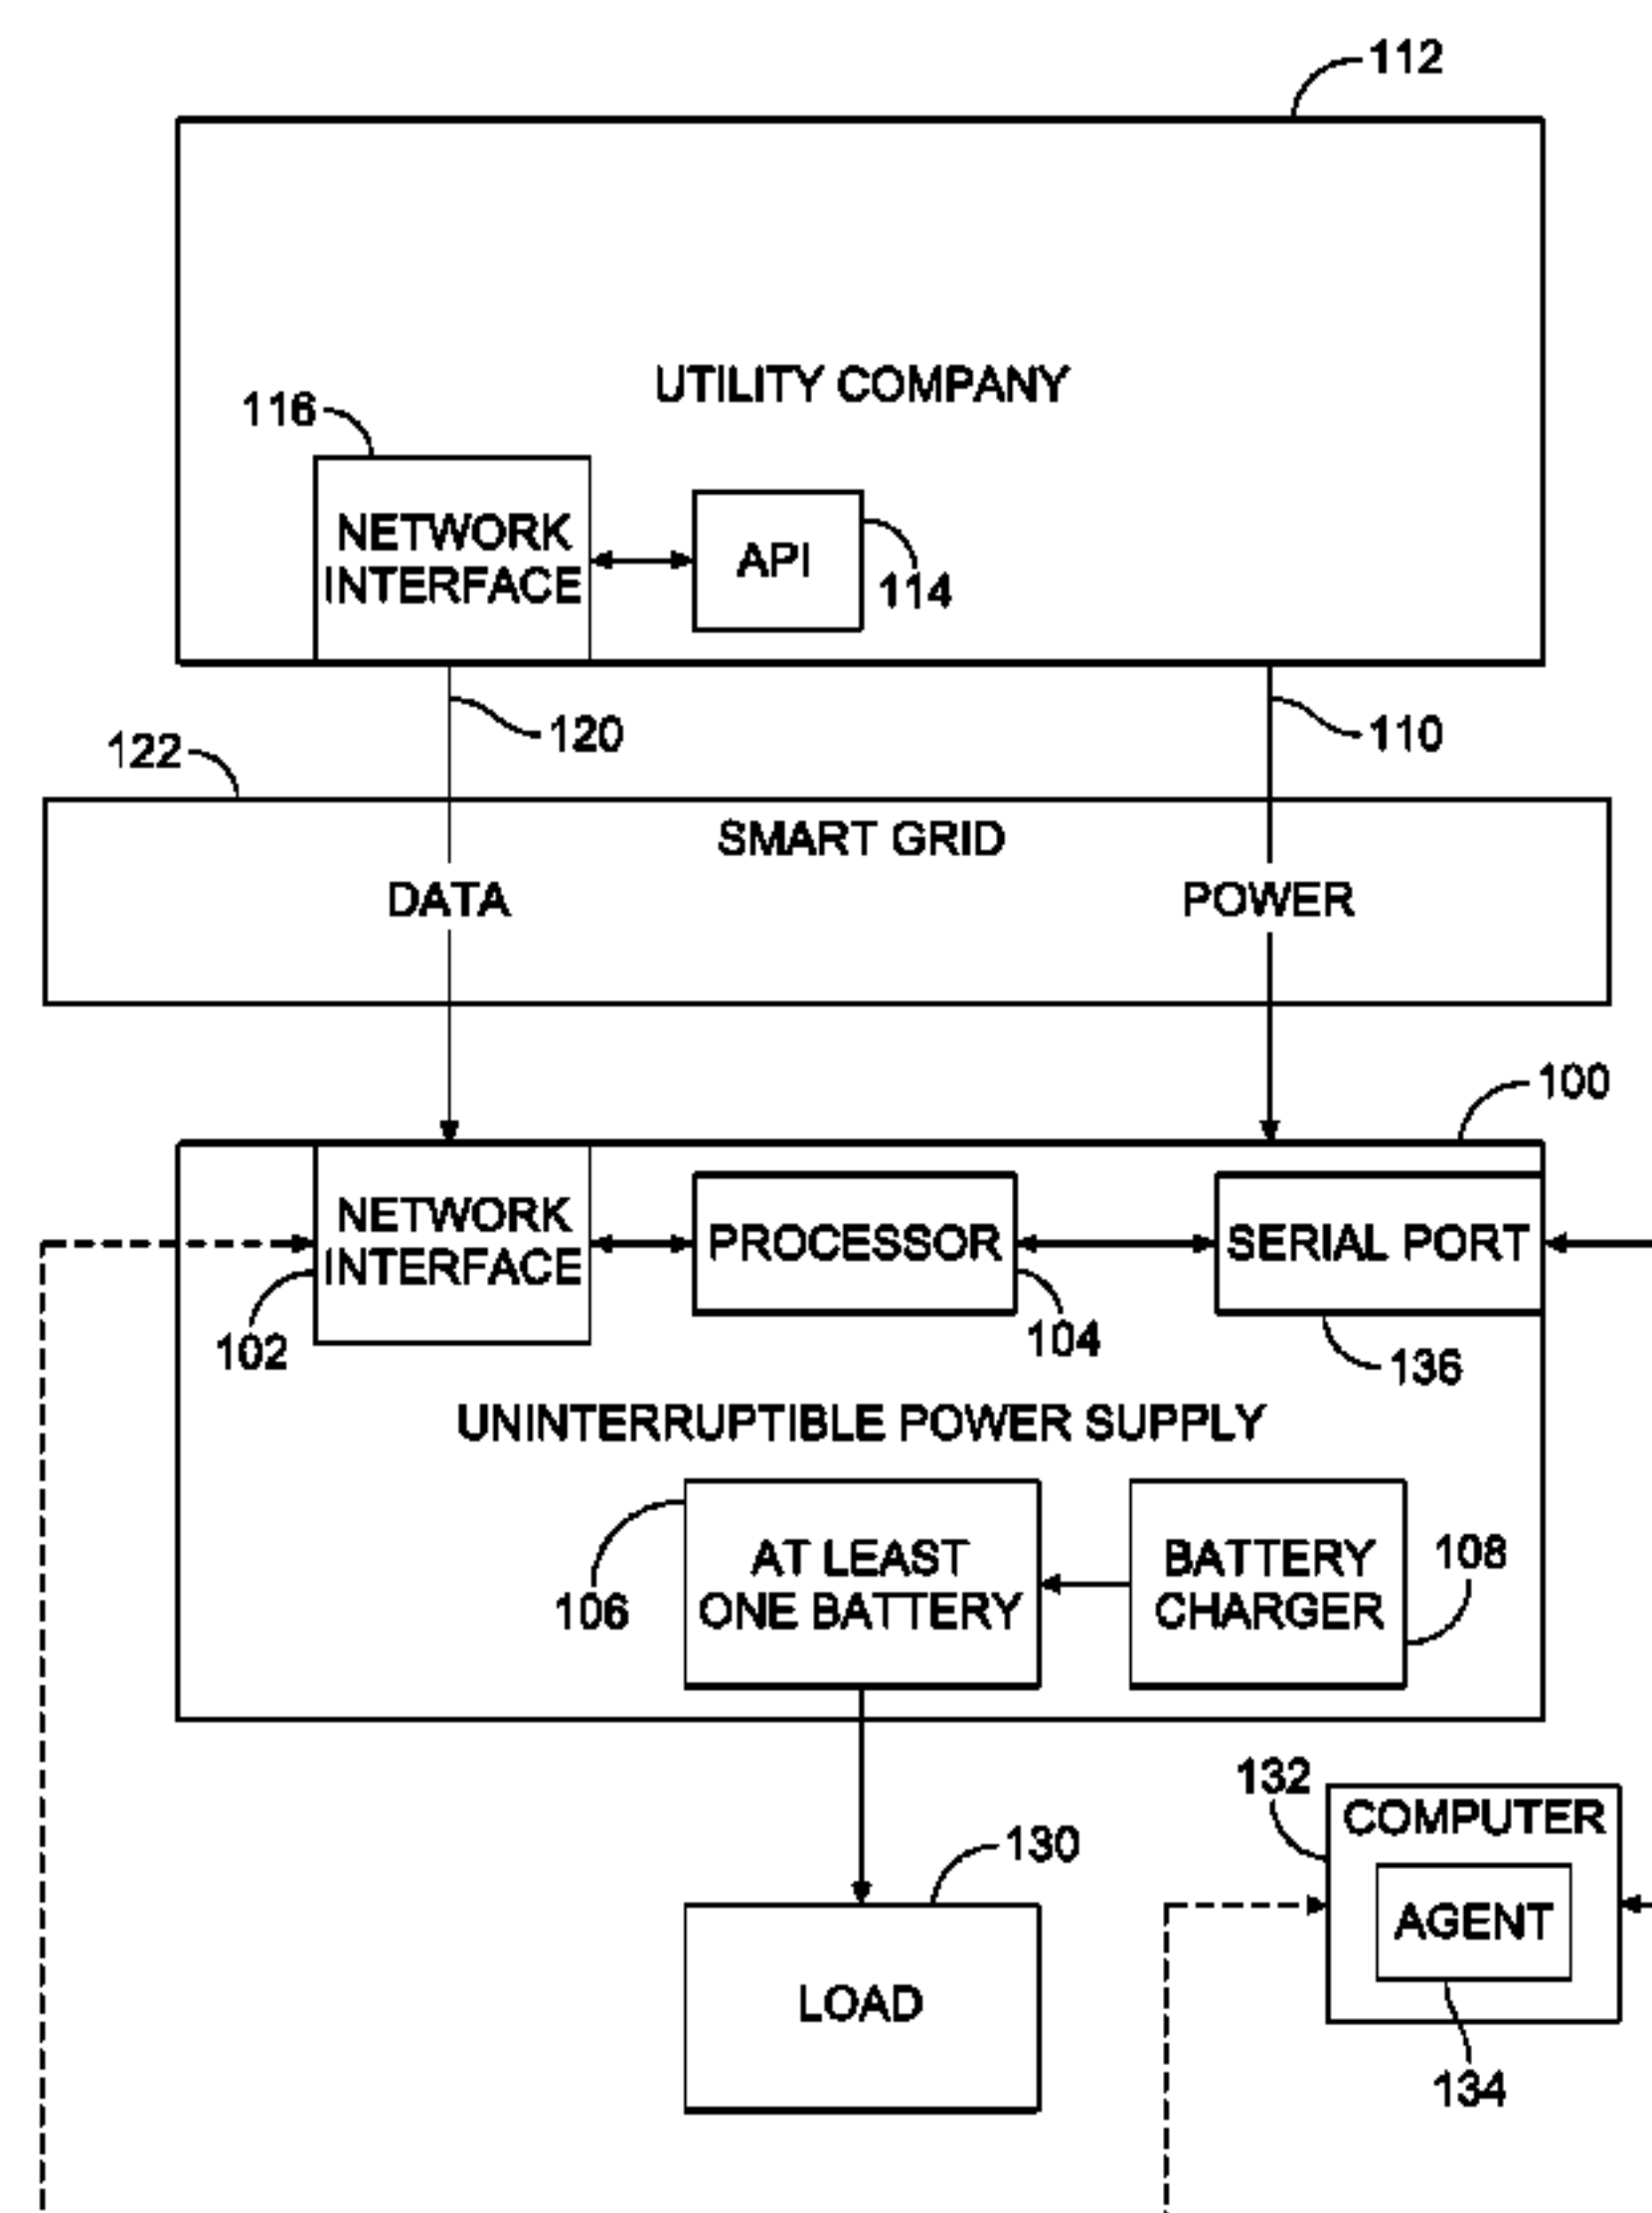 112
UTILITY COMPANY
116
NETWORK
INTERFACE
API
114
120
110
122
SMART GRID
DATA
POWER
100
NETWORK
INTERFACE
PROCESSOR
SERIAL PORT
102
104
136
UNINTERRUPTIBLE POWER SUPPLY
AT LEAST
ONE BATTERY
BATTERY
CHARGER
108
106
132
COMPUTER
130
AGENT
LOAD
134